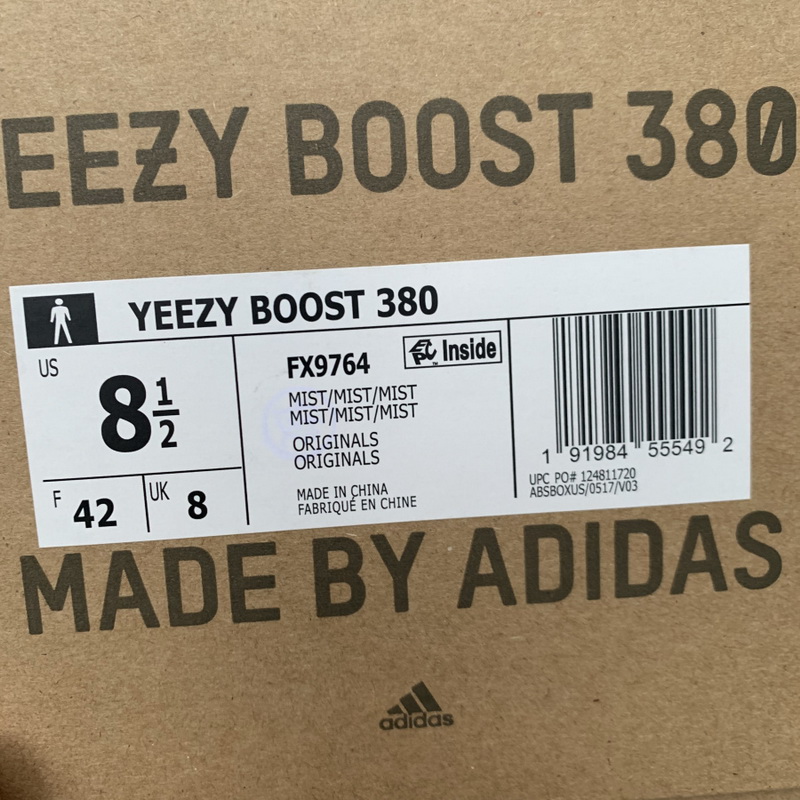 EEZY BOOST 380
YEEZY BOOST 380
US
8 1/2
F 42
UK 8
FX9764
EPC™ Inside
MIST/MIST/MIST
MIST/MIST/MIST
ORIGINALS
ORIGINALS
MADE IN CHINA
FABRIQUÉ EN CHINE
1 91984 55549 2
UPC PO# 124811720
ABSBOXUS/0517/V03
MADE BY ADIDAS
adidas